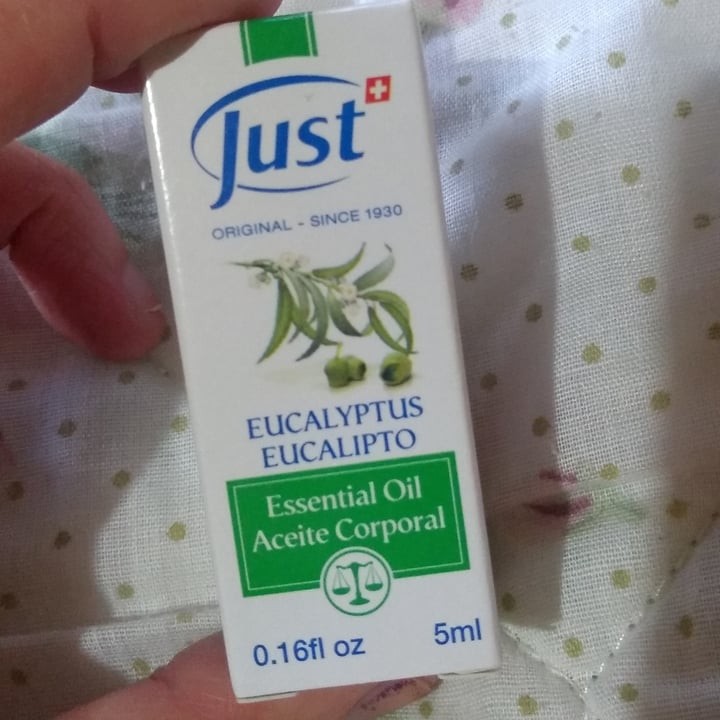 Just
ORIGINAL - SINCE 1930
EUCALYPTUS
EUCALIPTO
Essential Oil
Aceite Corporal
0.16fl oz 5ml